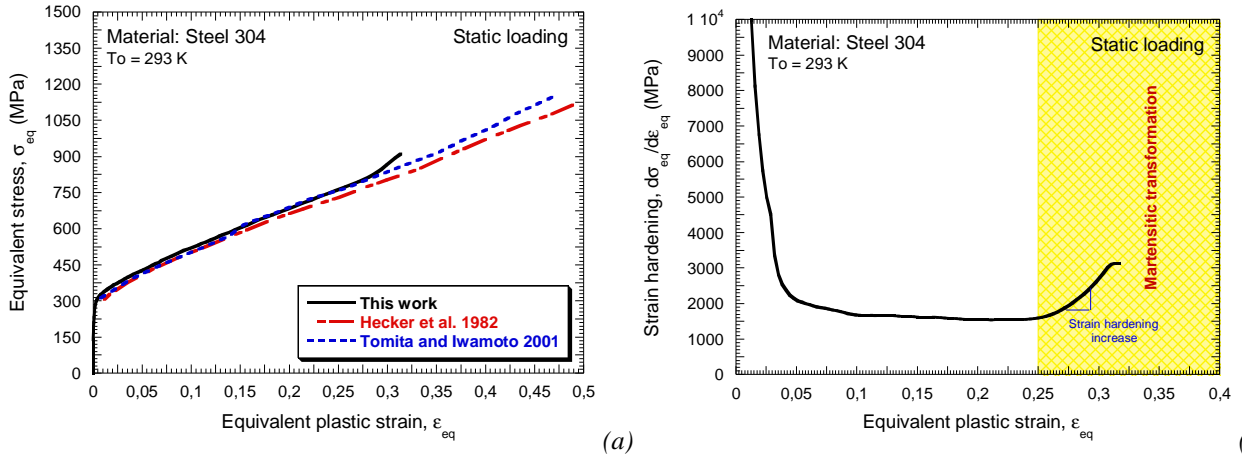 Material: Steel 304
To = 293 K
Static loading
Equivalent stress, σeq (MPa)
1500
1350
1200
1050
900
750
600
450
300
150
0
This work
Hecker et al. 1982
Tomita and Iwamoto 2001
0 0,05 0,1 0,15 0,2 0,25 0,3 0,35 0,4 0,45 0,5
Equivalent plastic strain, εeq
(a)
Material: Steel 304
To = 293 K
Static loading
Strain hardening, dσeq/dεeq (MPa)
10⁴
9000
8000
7000
6000
5000
4000
3000
2000
1000
0
Martensitic transformation
Strain hardening
increase
0 0,05 0,1 0,15 0,2 0,25 0,3 0,35 0,4
Equivalent plastic strain, εeq
(